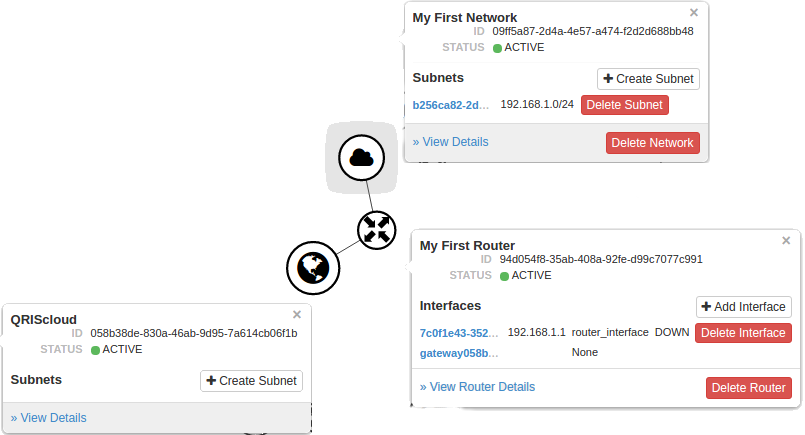 My First Network ×
ID 09ff5a87-2d4a-4e57-a474-f2d2d688bb48
STATUS ACTIVE
Subnets Create Subnet
b256ca82-2d... 192.168.1.0/24 Delete Subnet
» View Details Delete Network
My First Router ×
ID 94d054f8-35ab-408a-92fe-d99c7077c991
STATUS ACTIVE
Interfaces Add Interface
7c0f1e43-352... 192.168.1.1 router_interface DOWN Delete Interface
gateway058b... None
» View Router Details Delete Router
QRIScloud ×
ID 058b38de-830a-46ab-9d95-7a614cb06f1b
STATUS ACTIVE
Subnets Create Subnet
» View Details